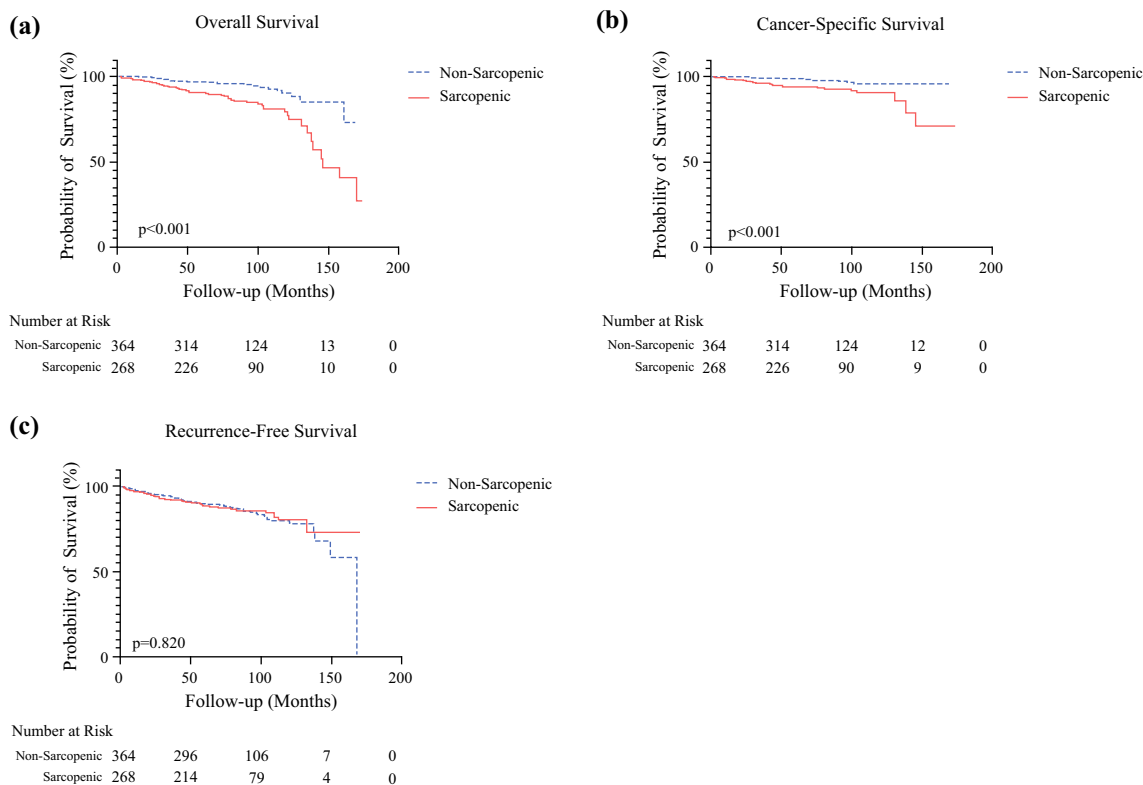 (a)
Overall Survival
Probability of Survival (%)
100
50
0
Non-Sarcopenic
Sarcopenic
p<0.001
0 50 100 150 200
Follow-up (Months)
Number at Risk
Non-Sarcopenic 364 314 124 13 0
Sarcopenic 268 226 90 10 0
(b)
Cancer-Specific Survival
Probability of Survival (%)
100
50
0
Non-Sarcopenic
Sarcopenic
p<0.001
0 50 100 150 200
Follow-up (Months)
Number at Risk
Non-Sarcopenic 364 314 124 12 0
Sarcopenic 268 226 90 9 0
(c)
Recurrence-Free Survival
Probability of Survival (%)
100
50
0
Non-Sarcopenic
Sarcopenic
p=0.820
0 50 100 150 200
Follow-up (Months)
Number at Risk
Non-Sarcopenic 364 296 106 7 0
Sarcopenic 268 214 79 4 0